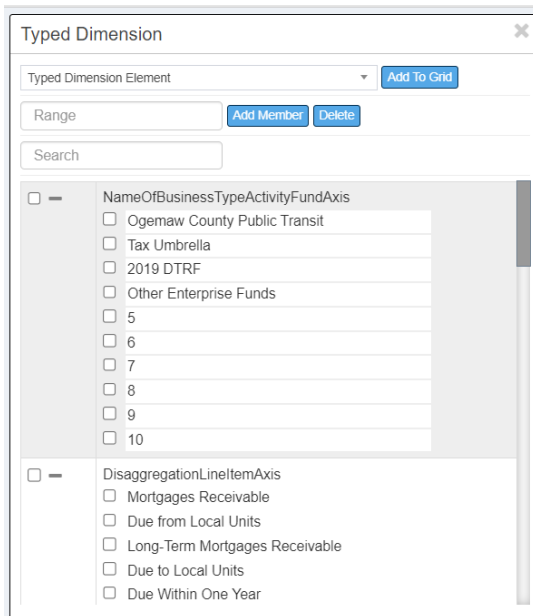 Typed Dimension
Typed Dimension Element
Add To Grid
Range
Add Member
Delete
Search
NameOfBusinessTypeActivityFundAxis
Ogemaw County Public Transit
Tax Umbrella
2019 DTRF
Other Enterprise Funds
5
6
7
8
9
10
DisaggregationLineItemAxis
Mortgages Receivable
Due from Local Units
Long-Term Mortgages Receivable
Due to Local Units
Due Within One Year